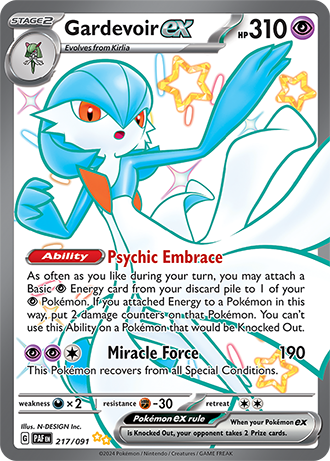 STAGE2 Gardevoir ex HP310
Evolves from Kirlia
Ability Psychic Embrace
As often as you like during your turn, you may attach a
Basic Energy card from your discard pile to 1 of your
Pokémon. If you attached Energy to a Pokémon in this
way, put 2 damage counters on that Pokémon. You can't
use this Ability on a Pokémon that would be Knocked Out.
Miracle Force 190
This Pokémon recovers from all Special Conditions.
weakness ×2 resistance -30 retreat
Illus. N-DESIGN Inc.
Pokémon ex rule When your Pokémon ex
is Knocked Out, your opponent takes 2 Prize cards.
G PAF EN 217/091
©2024 Pokémon / Nintendo / Creatures / GAME FREAK